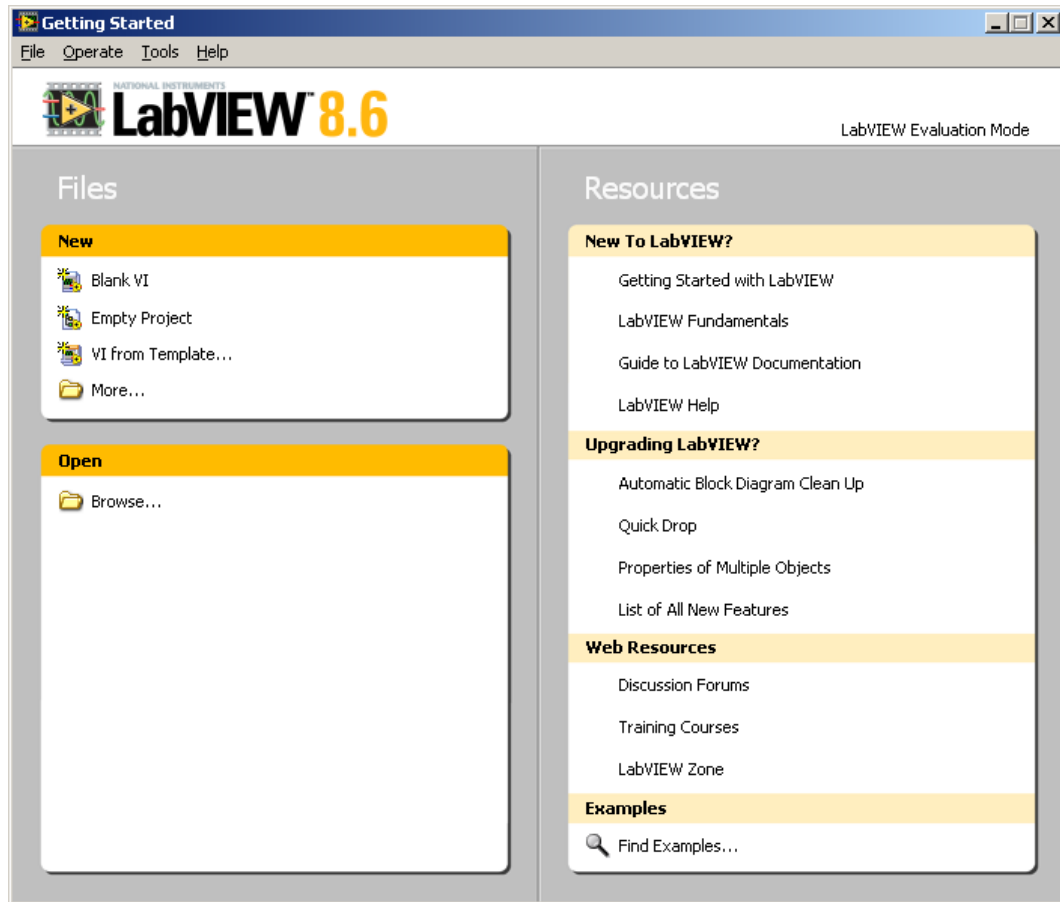 Getting Started
File Operate Tools Help
NATIONAL INSTRUMENTS
LabVIEW™ 8.6
LabVIEW Evaluation Mode
Files
New
Blank VI
Empty Project
VI from Template...
More...
Open
Browse...
Resources
New To LabVIEW?
Getting Started with LabVIEW
LabVIEW Fundamentals
Guide to LabVIEW Documentation
LabVIEW Help
Upgrading LabVIEW?
Automatic Block Diagram Clean Up
Quick Drop
Properties of Multiple Objects
List of All New Features
Web Resources
Discussion Forums
Training Courses
LabVIEW Zone
Examples
Find Examples...